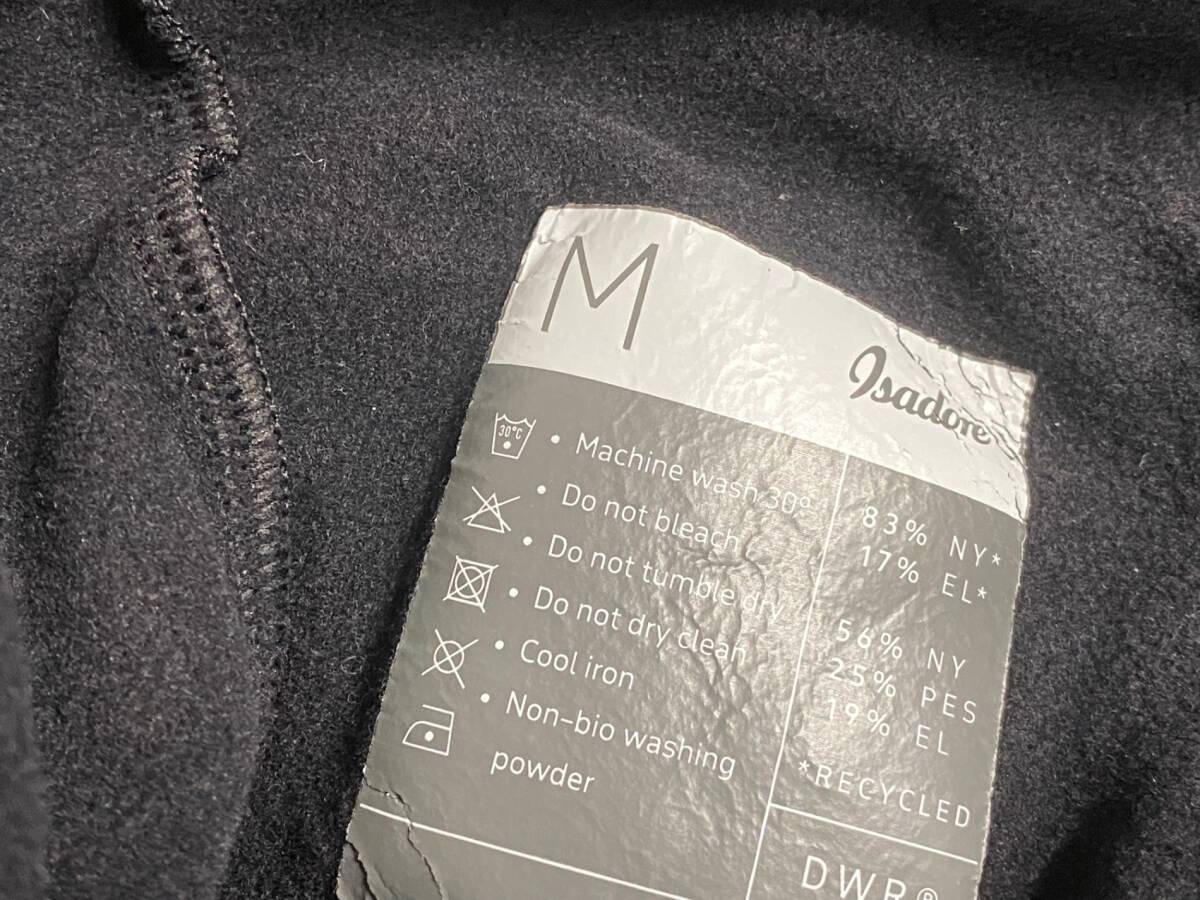 M
Isadore
30°C
• Machine wash 30°
• Do not bleach
• Do not tumble dry
• Do not dry clean
• Cool iron
• Non-bio washing
powder
83% NY*
17% EL*
56% NY
25% PES
19% EL
*RECYCLED
DWR®